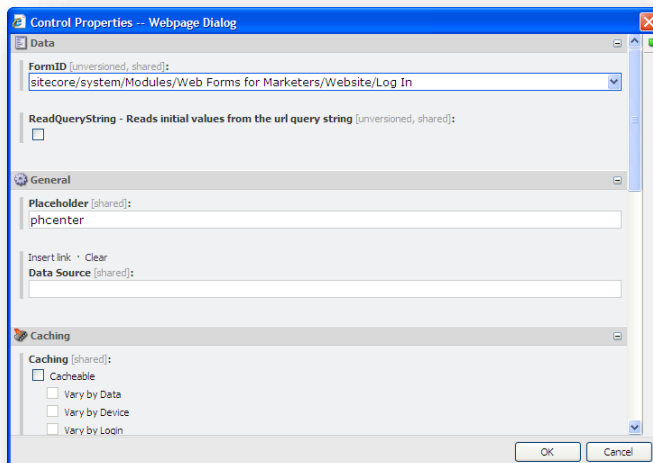 Control Properties -- Webpage Dialog
Data
FormID [unversioned, shared]:
sitecore/system/Modules/Web Forms for Marketers/Website/Log In
ReadQueryString - Reads initial values from the url query string [unversioned, shared]:
General
Placeholder [shared]:
phcenter
Insert link · Clear
Data Source [shared]:
Caching
Caching [shared]:
Cacheable
Vary by Data
Vary by Device
Vary by Login
OK Cancel